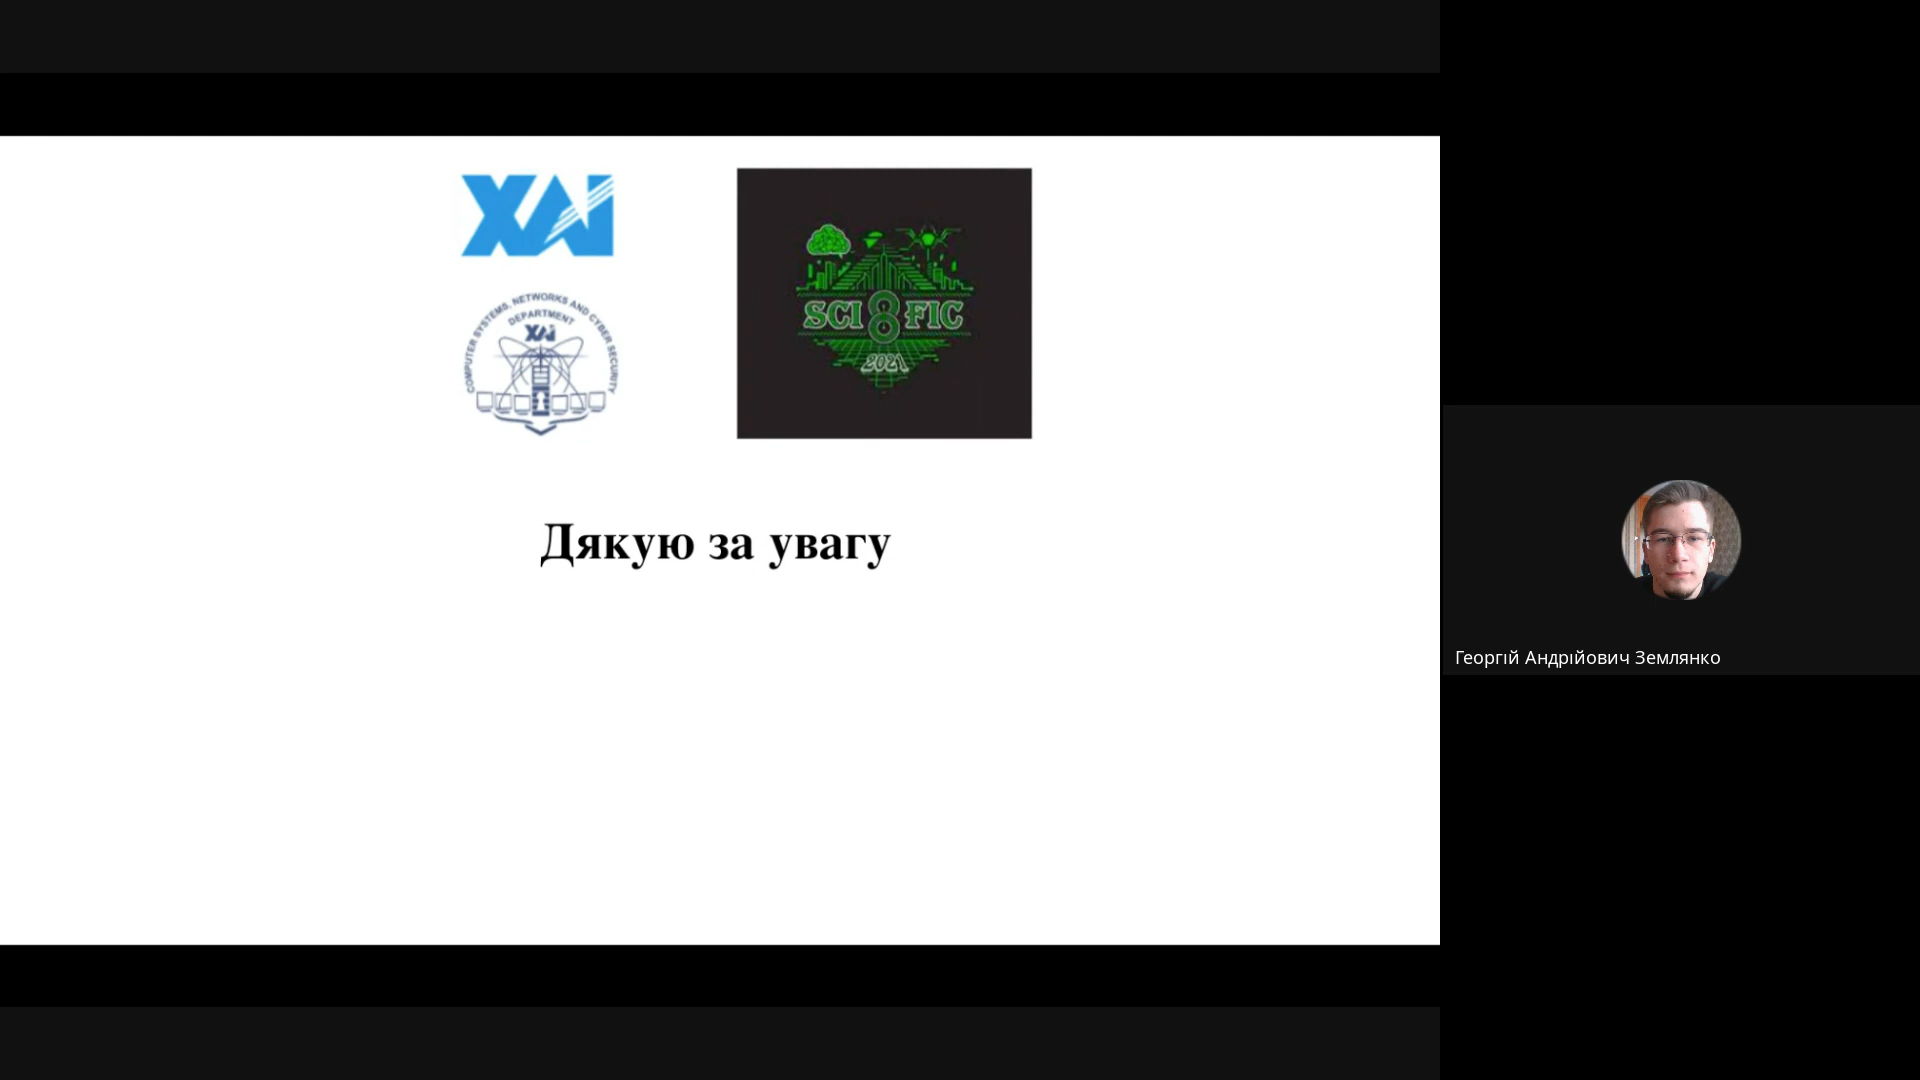 ХАІ
COMPUTER SYSTEMS, NETWORKS AND CYBER SECURITY
DEPARTMENT
ХАІ
SCI 8 FIC
2021
Дякую за увагу
Георгій Андрійович Землянко